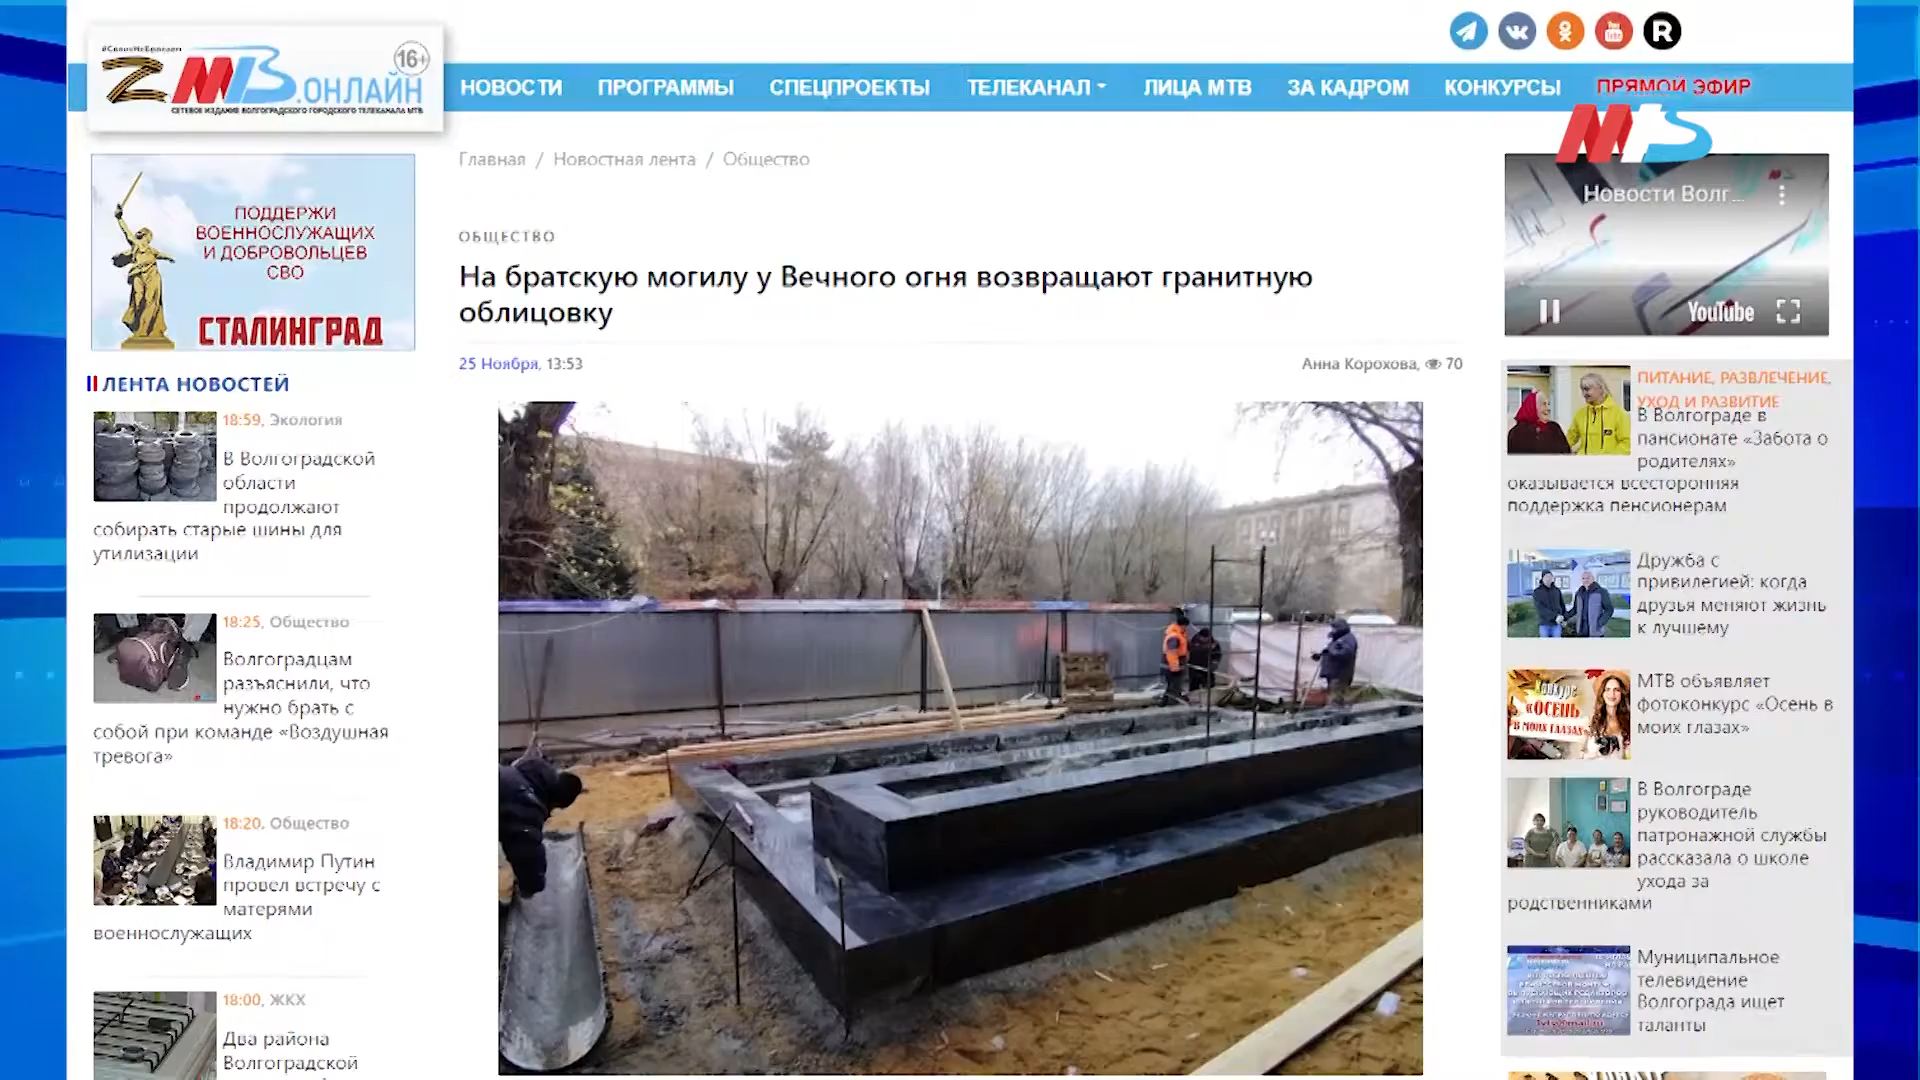 #СвоихНеБросаем
16+
МТВ.ОНЛАЙН
СЕТЕВОЕ ИЗДАНИЕ ВОЛГОГРАДСКОГО ГОРОДСКОГО ТЕЛЕКАНАЛА МТВ
НОВОСТИ ПРОГРАММЫ СПЕЦПРОЕКТЫ ТЕЛЕКАНАЛ ЛИЦА МТВ ЗА КАДРОМ КОНКУРСЫ ПРЯМОЙ ЭФИР
МТВ
ПОДДЕРЖИ
ВОЕННОСЛУЖАЩИХ
И ДОБРОВОЛЬЦЕВ
СВО
СТАЛИНГРАД
ЛЕНТА НОВОСТЕЙ
18:59, Экология
В Волгоградской
области
продолжают
собирать старые шины для
утилизации
18:25, Общество
Волгоградцам
разъяснили, что
нужно брать с
собой при команде «Воздушная
тревога»
18:20, Общество
Владимир Путин
провел встречу с
матерями
военнослужащих
18:00, ЖКХ
Два района
Волгоградской
Главная / Новостная лента / Общество
ОБЩЕСТВО
На братскую могилу у Вечного огня возвращают гранитную
облицовку
25 Ноября, 13:53
Анна Корохова, 70
Новости Волг...
YouTube
ПИТАНИЕ, РАЗВЛЕЧЕНИЕ,
УХОД И РАЗВИТИЕ
В Волгограде в
пансионате «Забота о
родителях»
оказывается всесторонняя
поддержка пенсионерам
Дружба с
привилегией: когда
друзья меняют жизнь
к лучшему
Конкурс
«ОСЕНЬ
В МОИХ ГЛАЗАХ»
МТВ объявляет
фотоконкурс «Осень в
моих глазах»
В Волгограде
руководитель
патронажной службы
рассказала о школе
ухода за
родственниками
Муниципальное
телевидение
Волгограда ищет
таланты